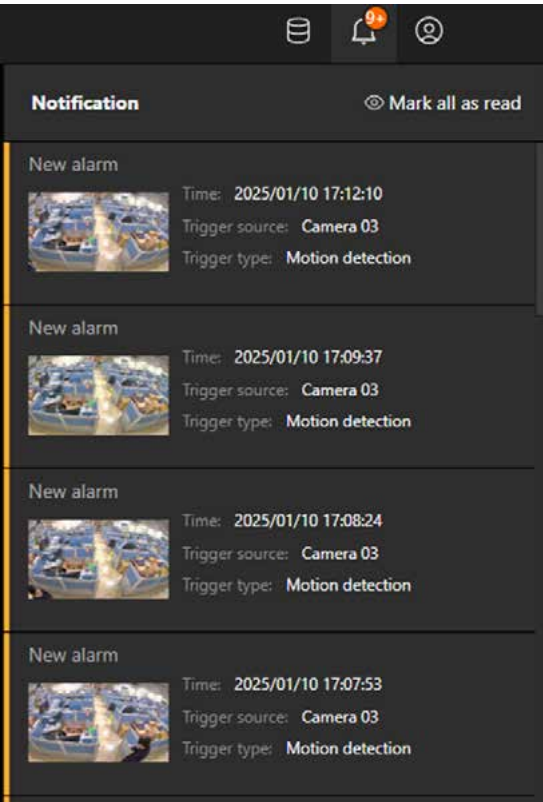 9+
Notification Mark all as read
New alarm
Time: 2025/01/10 17:12:10
Trigger source: Camera 03
Trigger type: Motion detection
New alarm
Time: 2025/01/10 17:09:37
Trigger source: Camera 03
Trigger type: Motion detection
New alarm
Time: 2025/01/10 17:08:24
Trigger source: Camera 03
Trigger type: Motion detection
New alarm
Time: 2025/01/10 17:07:53
Trigger source: Camera 03
Trigger type: Motion detection